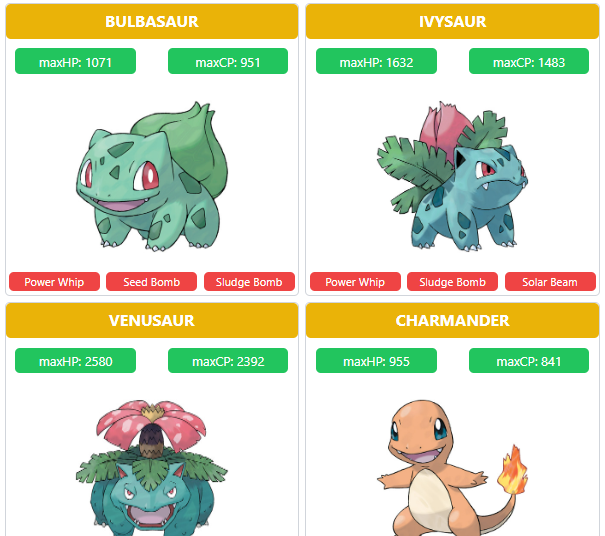 BULBASAUR
maxHP: 1071
maxCP: 951
Power Whip
Seed Bomb
Sludge Bomb
IVYSAUR
maxHP: 1632
maxCP: 1483
Power Whip
Sludge Bomb
Solar Beam
VENUSAUR
maxHP: 2580
maxCP: 2392
CHARMANDER
maxHP: 955
maxCP: 841